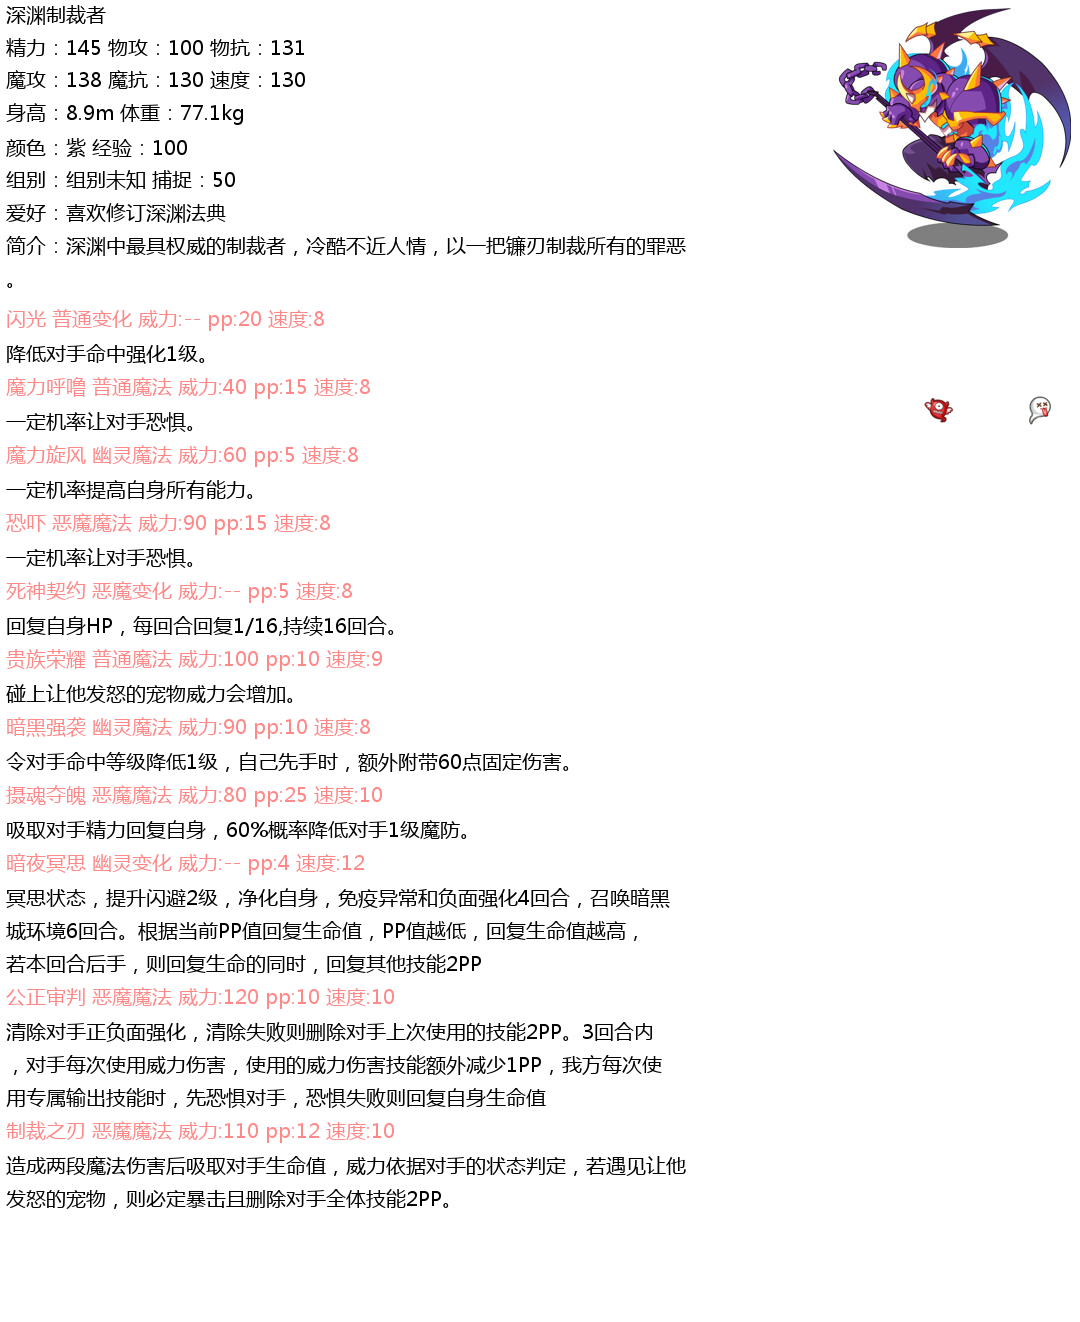 深渊制裁者
精力：145 物攻：100 物抗：131
魔攻：138 魔抗：130 速度：130
身高：8.9m 体重：77.1kg
颜色：紫 经验：100
组别：组别未知 捕捉：50
爱好：喜欢修订深渊法典
简介：深渊中最具权威的制裁者，冷酷不近人情，以一把镰刃制裁所有的罪恶
。
闪光 普通变化 威力:-- pp:20 速度:8
降低对手命中强化1级。
魔力呼噜 普通魔法 威力:40 pp:15 速度:8
一定机率让对手恐惧。
魔力旋风 幽灵魔法 威力:60 pp:5 速度:8
一定机率提高自身所有能力。
恐吓 恶魔魔法 威力:90 pp:15 速度:8
一定机率让对手恐惧。
死神契约 恶魔变化 威力:-- pp:5 速度:8
回复自身HP，每回合回复1/16,持续16回合。
贵族荣耀 普通魔法 威力:100 pp:10 速度:9
碰上让他发怒的宠物威力会增加。
暗黑强袭 幽灵魔法 威力:90 pp:10 速度:8
令对手命中等级降低1级，自己先手时，额外附带60点固定伤害。
摄魂夺魄 恶魔魔法 威力:80 pp:25 速度:10
吸取对手精力回复自身，60%概率降低对手1级魔防。
暗夜冥思 幽灵变化 威力:-- pp:4 速度:12
冥思状态，提升闪避2级，净化自身，免疫异常和负面强化4回合，召唤暗黑
城环境6回合。根据当前PP值回复生命值，PP值越低，回复生命值越高，
若本回合后手，则回复生命的同时，回复其他技能2PP
公正审判 恶魔魔法 威力:120 pp:10 速度:10
清除对手正负面强化，清除失败则删除对手上次使用的技能2PP。3回合内
，对手每次使用威力伤害，使用的威力伤害技能额外减少1PP，我方每次使
用专属输出技能时，先恐惧对手，恐惧失败则回复自身生命值
制裁之刃 恶魔魔法 威力:110 pp:12 速度:10
造成两段魔法伤害后吸取对手生命值，威力依据对手的状态判定，若遇见让他
发怒的宠物，则必定暴击且删除对手全体技能2PP。